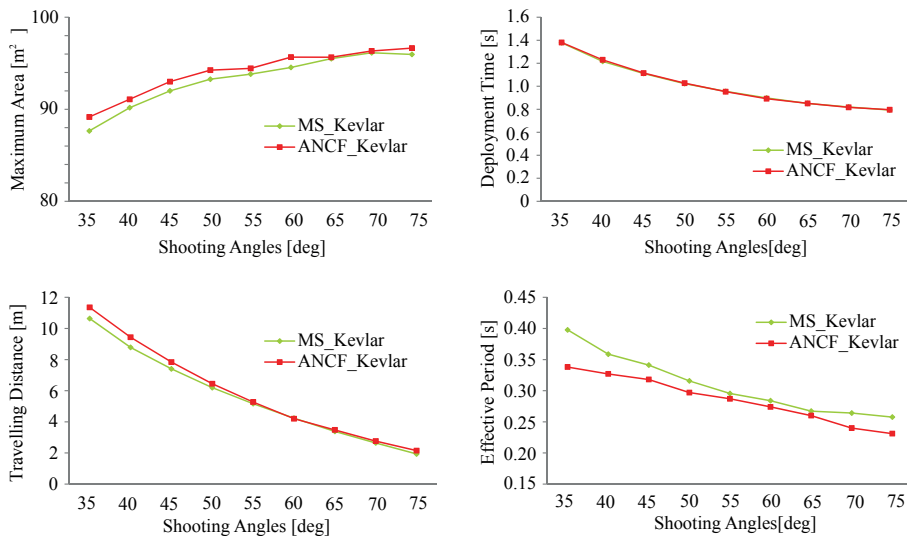 Maximum Area [m²]
100
90
80
MS_Kevlar
ANCF_Kevlar
35 40 45 50 55 60 65 70 75
Shooting Angles [deg]
Deployment Time [s]
1.6
1.4
1.2
1.0
0.8
0.6
0.4
0.2
0
MS_Kevlar
ANCF_Kevlar
35 40 45 50 55 60 65 70 75
Shooting Angles[deg]
Travelling Distance [m]
12
10
8
6
4
2
0
MS_Kevlar
ANCF_Kevlar
35 40 45 50 55 60 65 70 75
Shooting Angles [deg]
Effective Period [s]
0.45
0.40
0.35
0.30
0.25
0.20
0.15
MS_Kevlar
ANCF_Kevlar
35 40 45 50 55 60 65 70 75
Shooting Angles[deg]